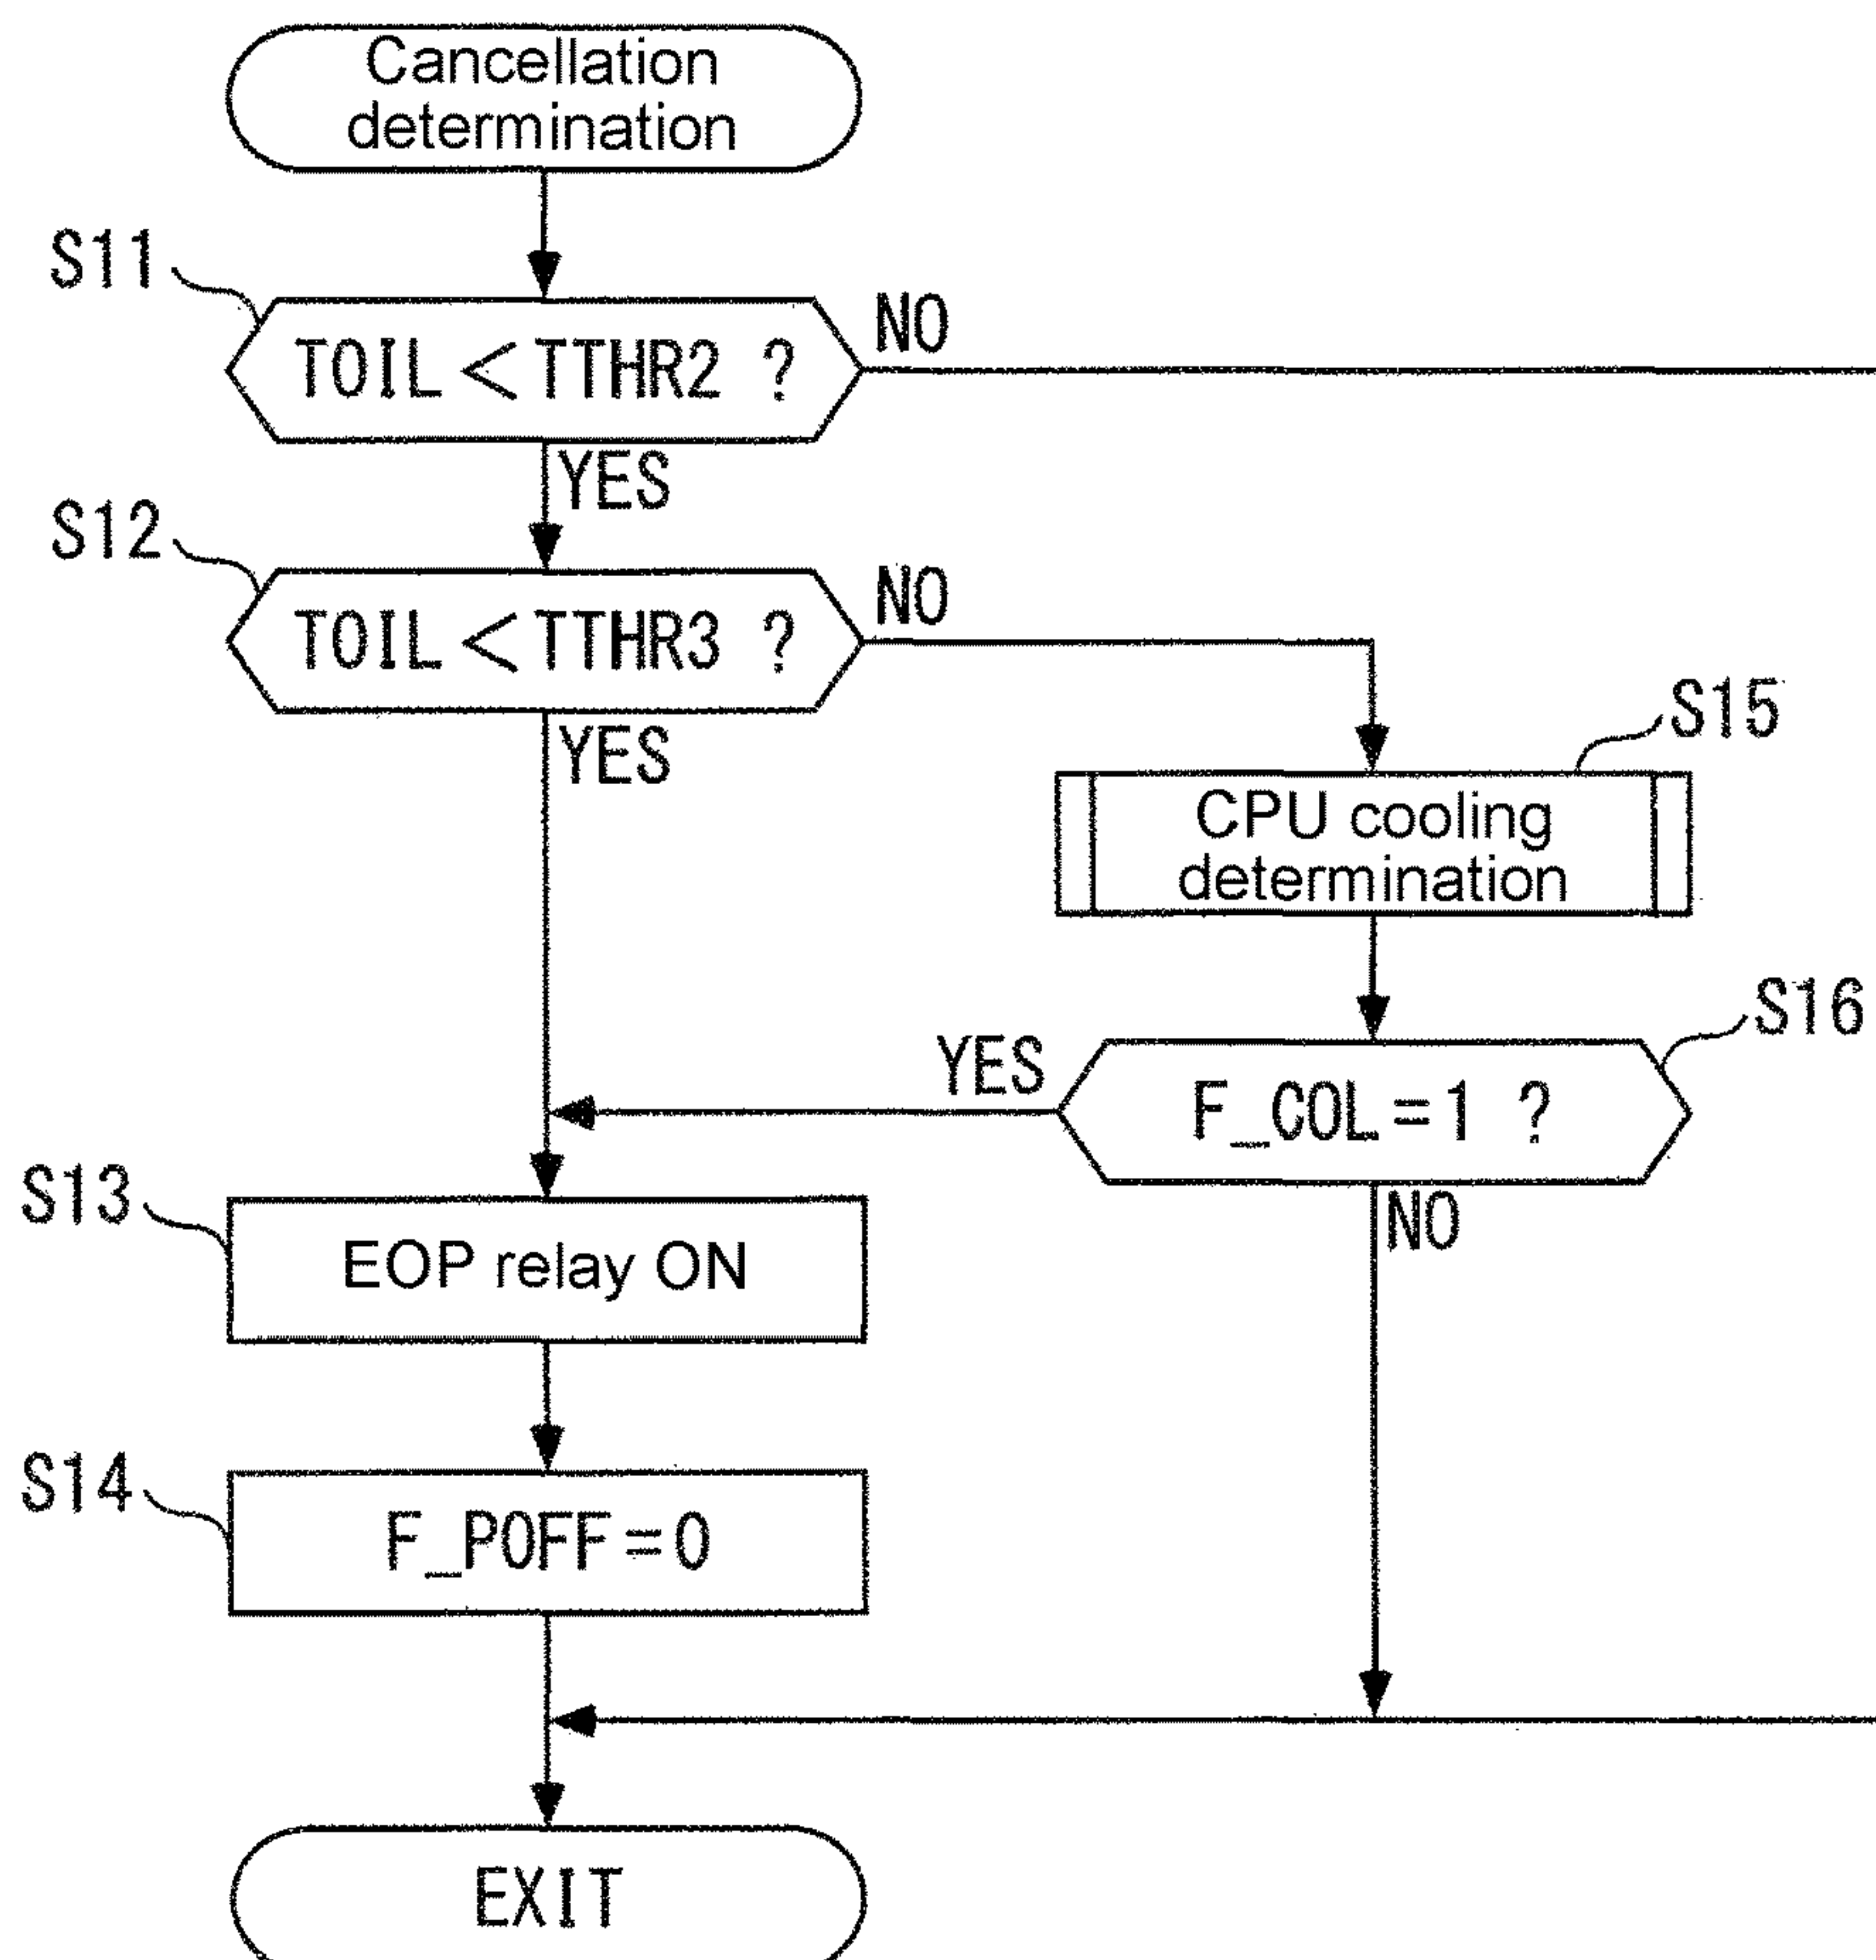 Cancellation
determination
S11
TOIL < TTHR2 ?
NO
YES
S12
TOIL < TTHR3 ?
NO
YES
S15
CPU cooling
determination
S16
F_COL=1 ?
YES
NO
S13
EOP relay ON
S14
F_POFF=0
EXIT